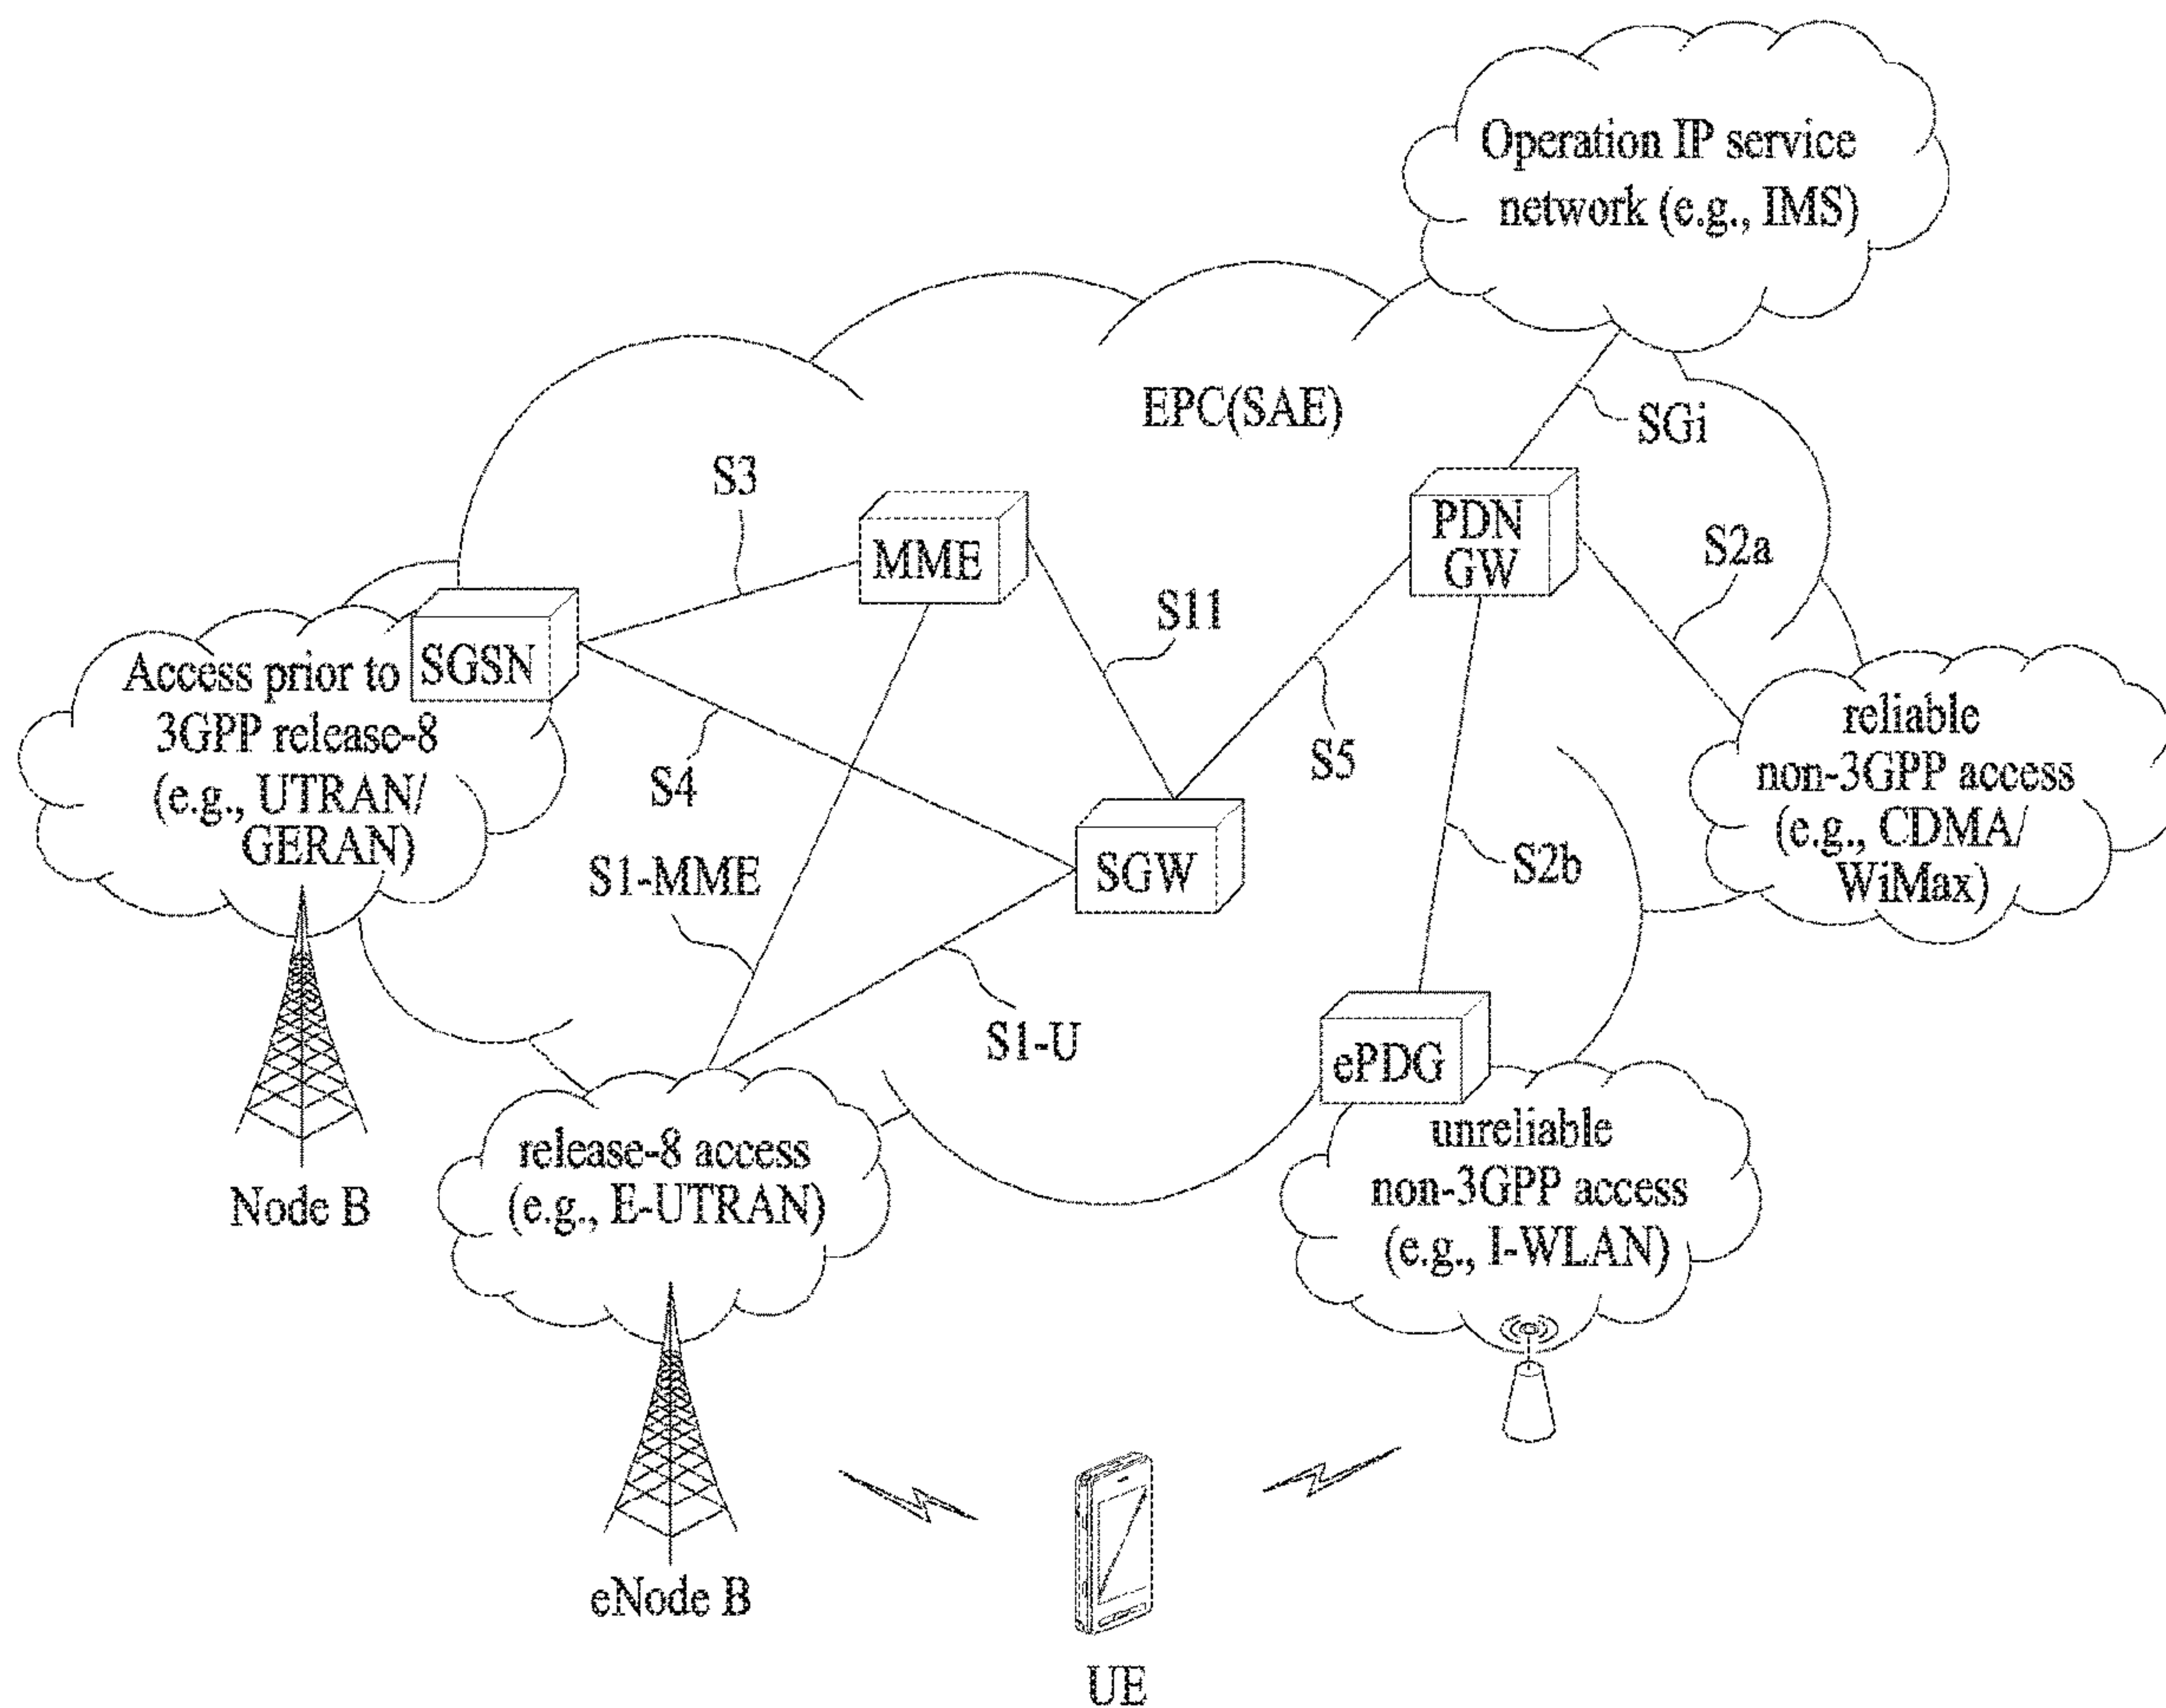 Operation IP service
network (e.g., IMS)
EPC(SAE)
SGi
S3
MME
PDN
GW
S2a
S11
SGSN
Access prior to
3GPP release-8
(e.g., UTRAN/
GERAN)
S4
S5
reliable
non-3GPP access
(e.g., CDMA/
WiMax)
S1-MME
SGW
S2b
S1-U
ePDG
Node B
release-8 access
(e.g., E-UTRAN)
unreliable
non-3GPP access
(e.g., I-WLAN)
eNode B
UE